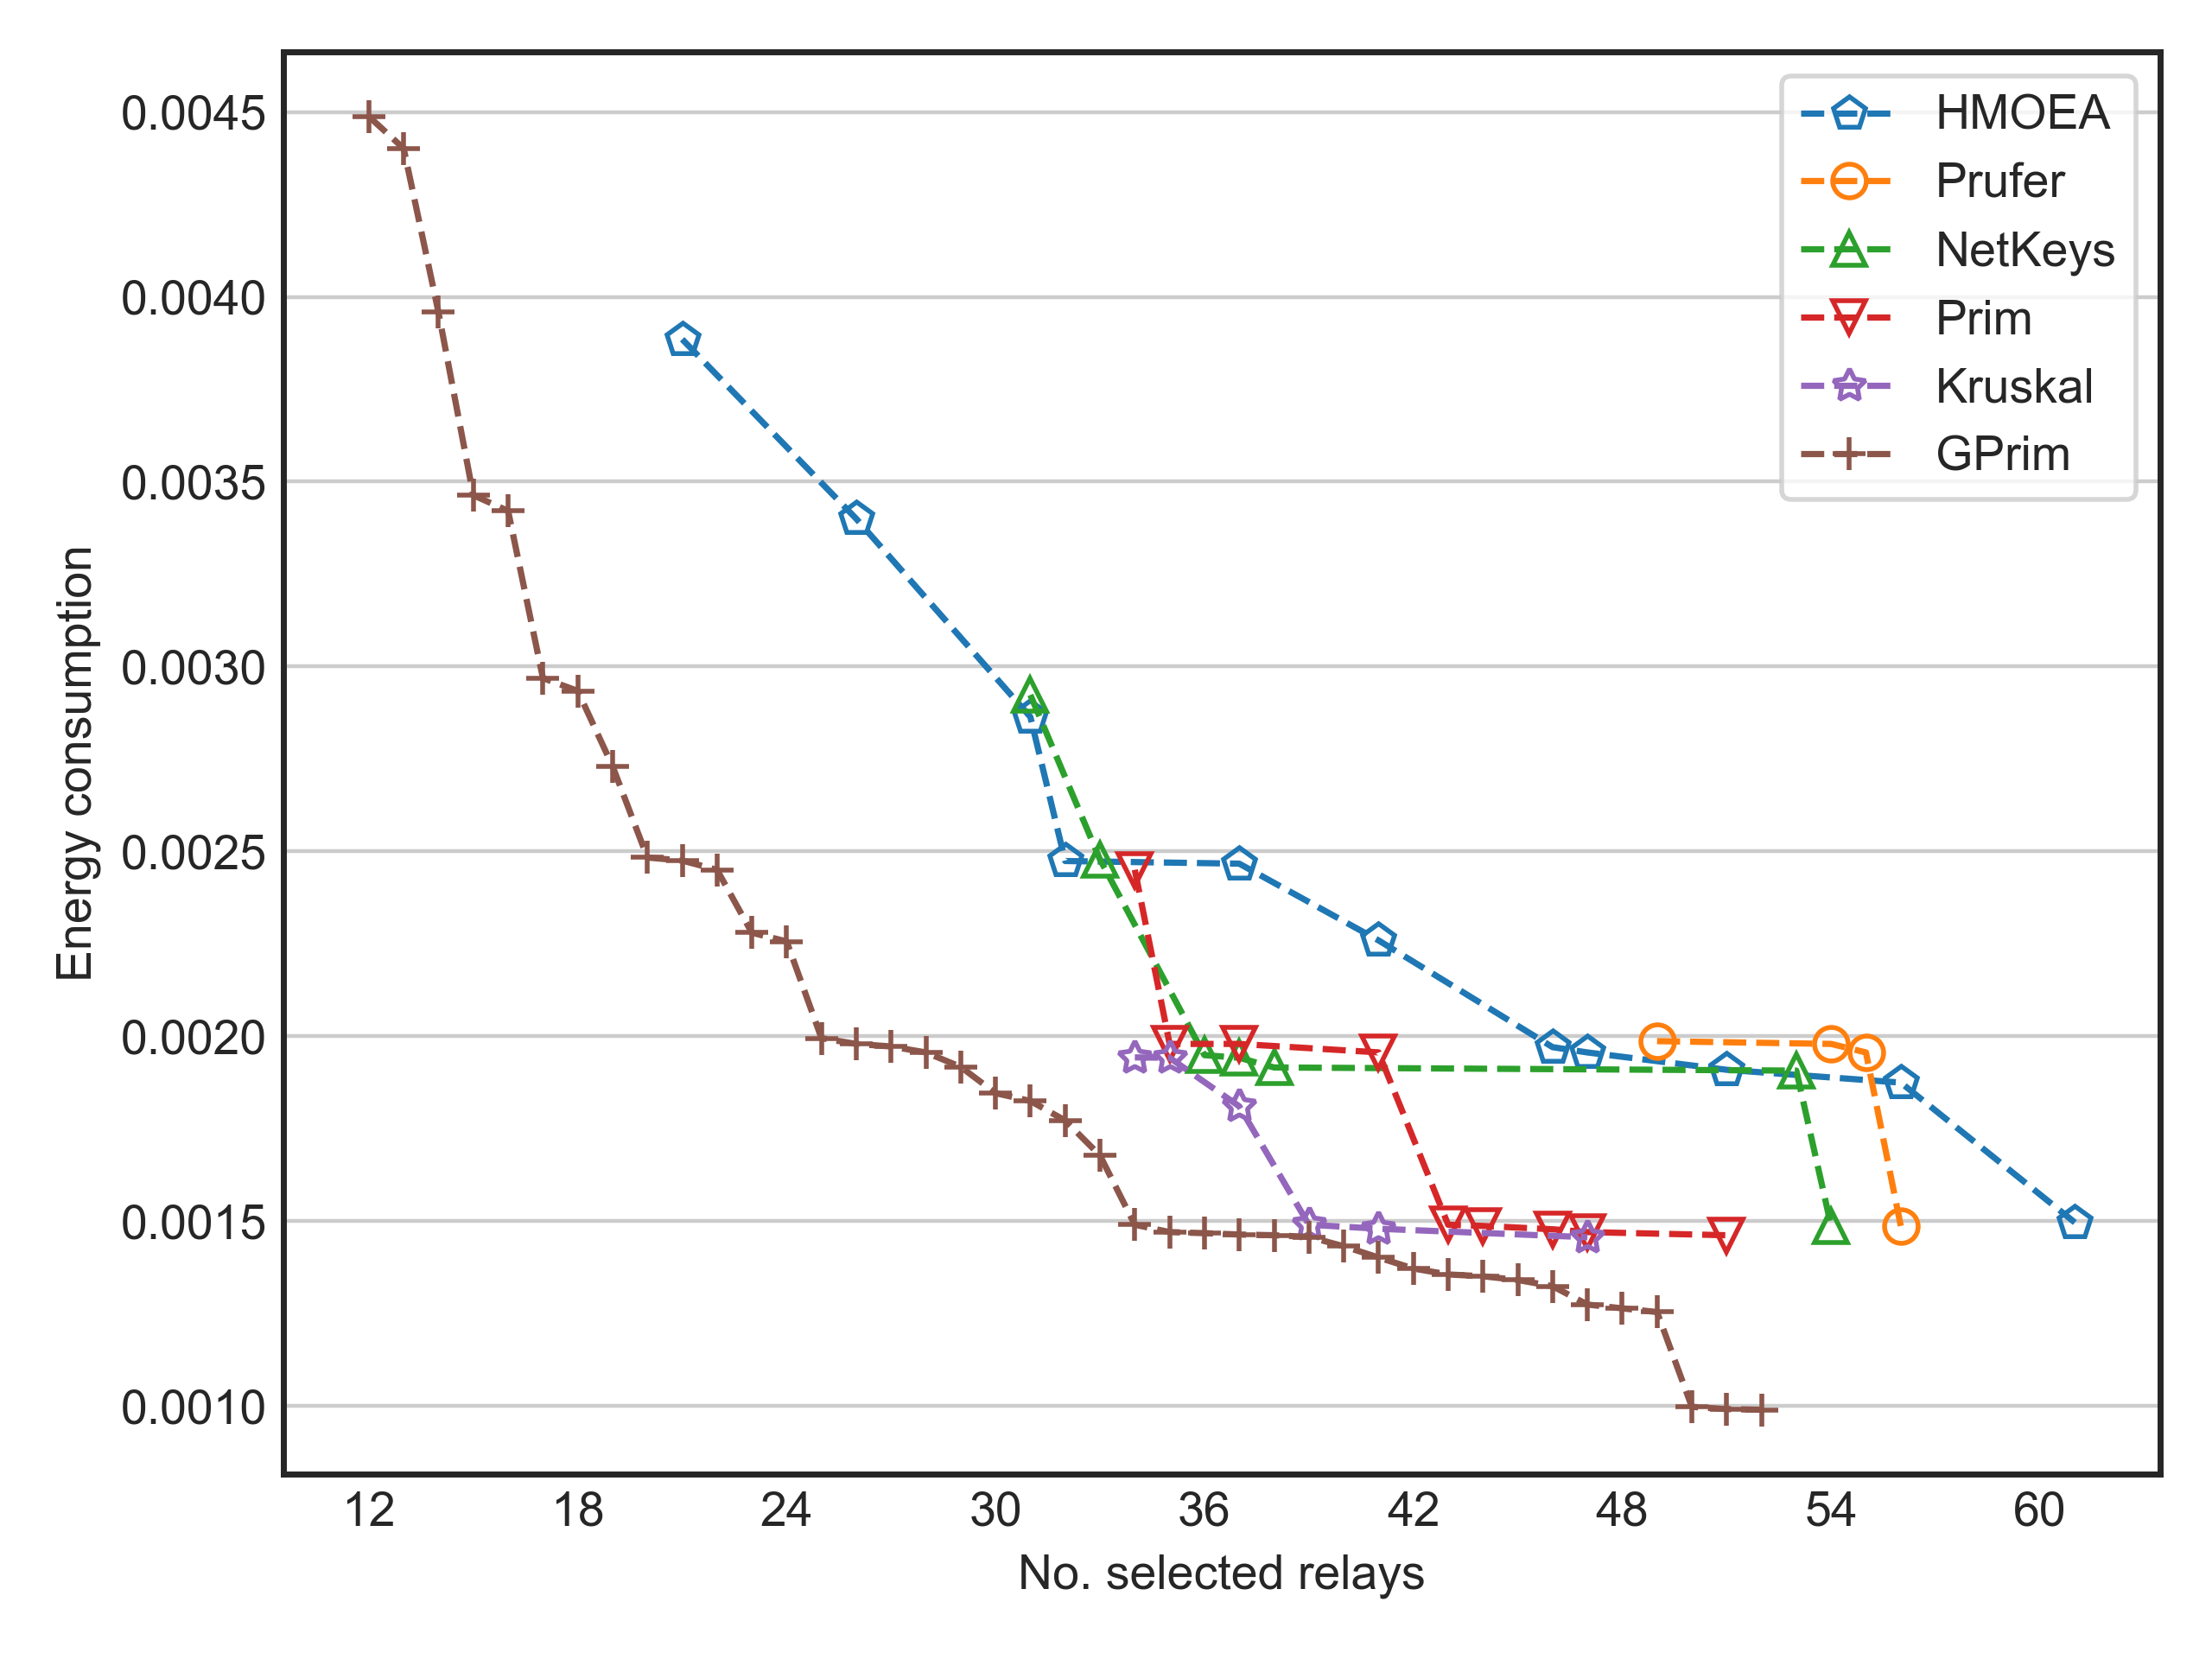 Energy consumption
0.0045
0.0040
0.0035
0.0030
0.0025
0.0020
0.0015
0.0010
HMOEA
Prufer
NetKeys
Prim
Kruskal
GPrim
12 18 24 30 36 42 48 54 60
No. selected relays